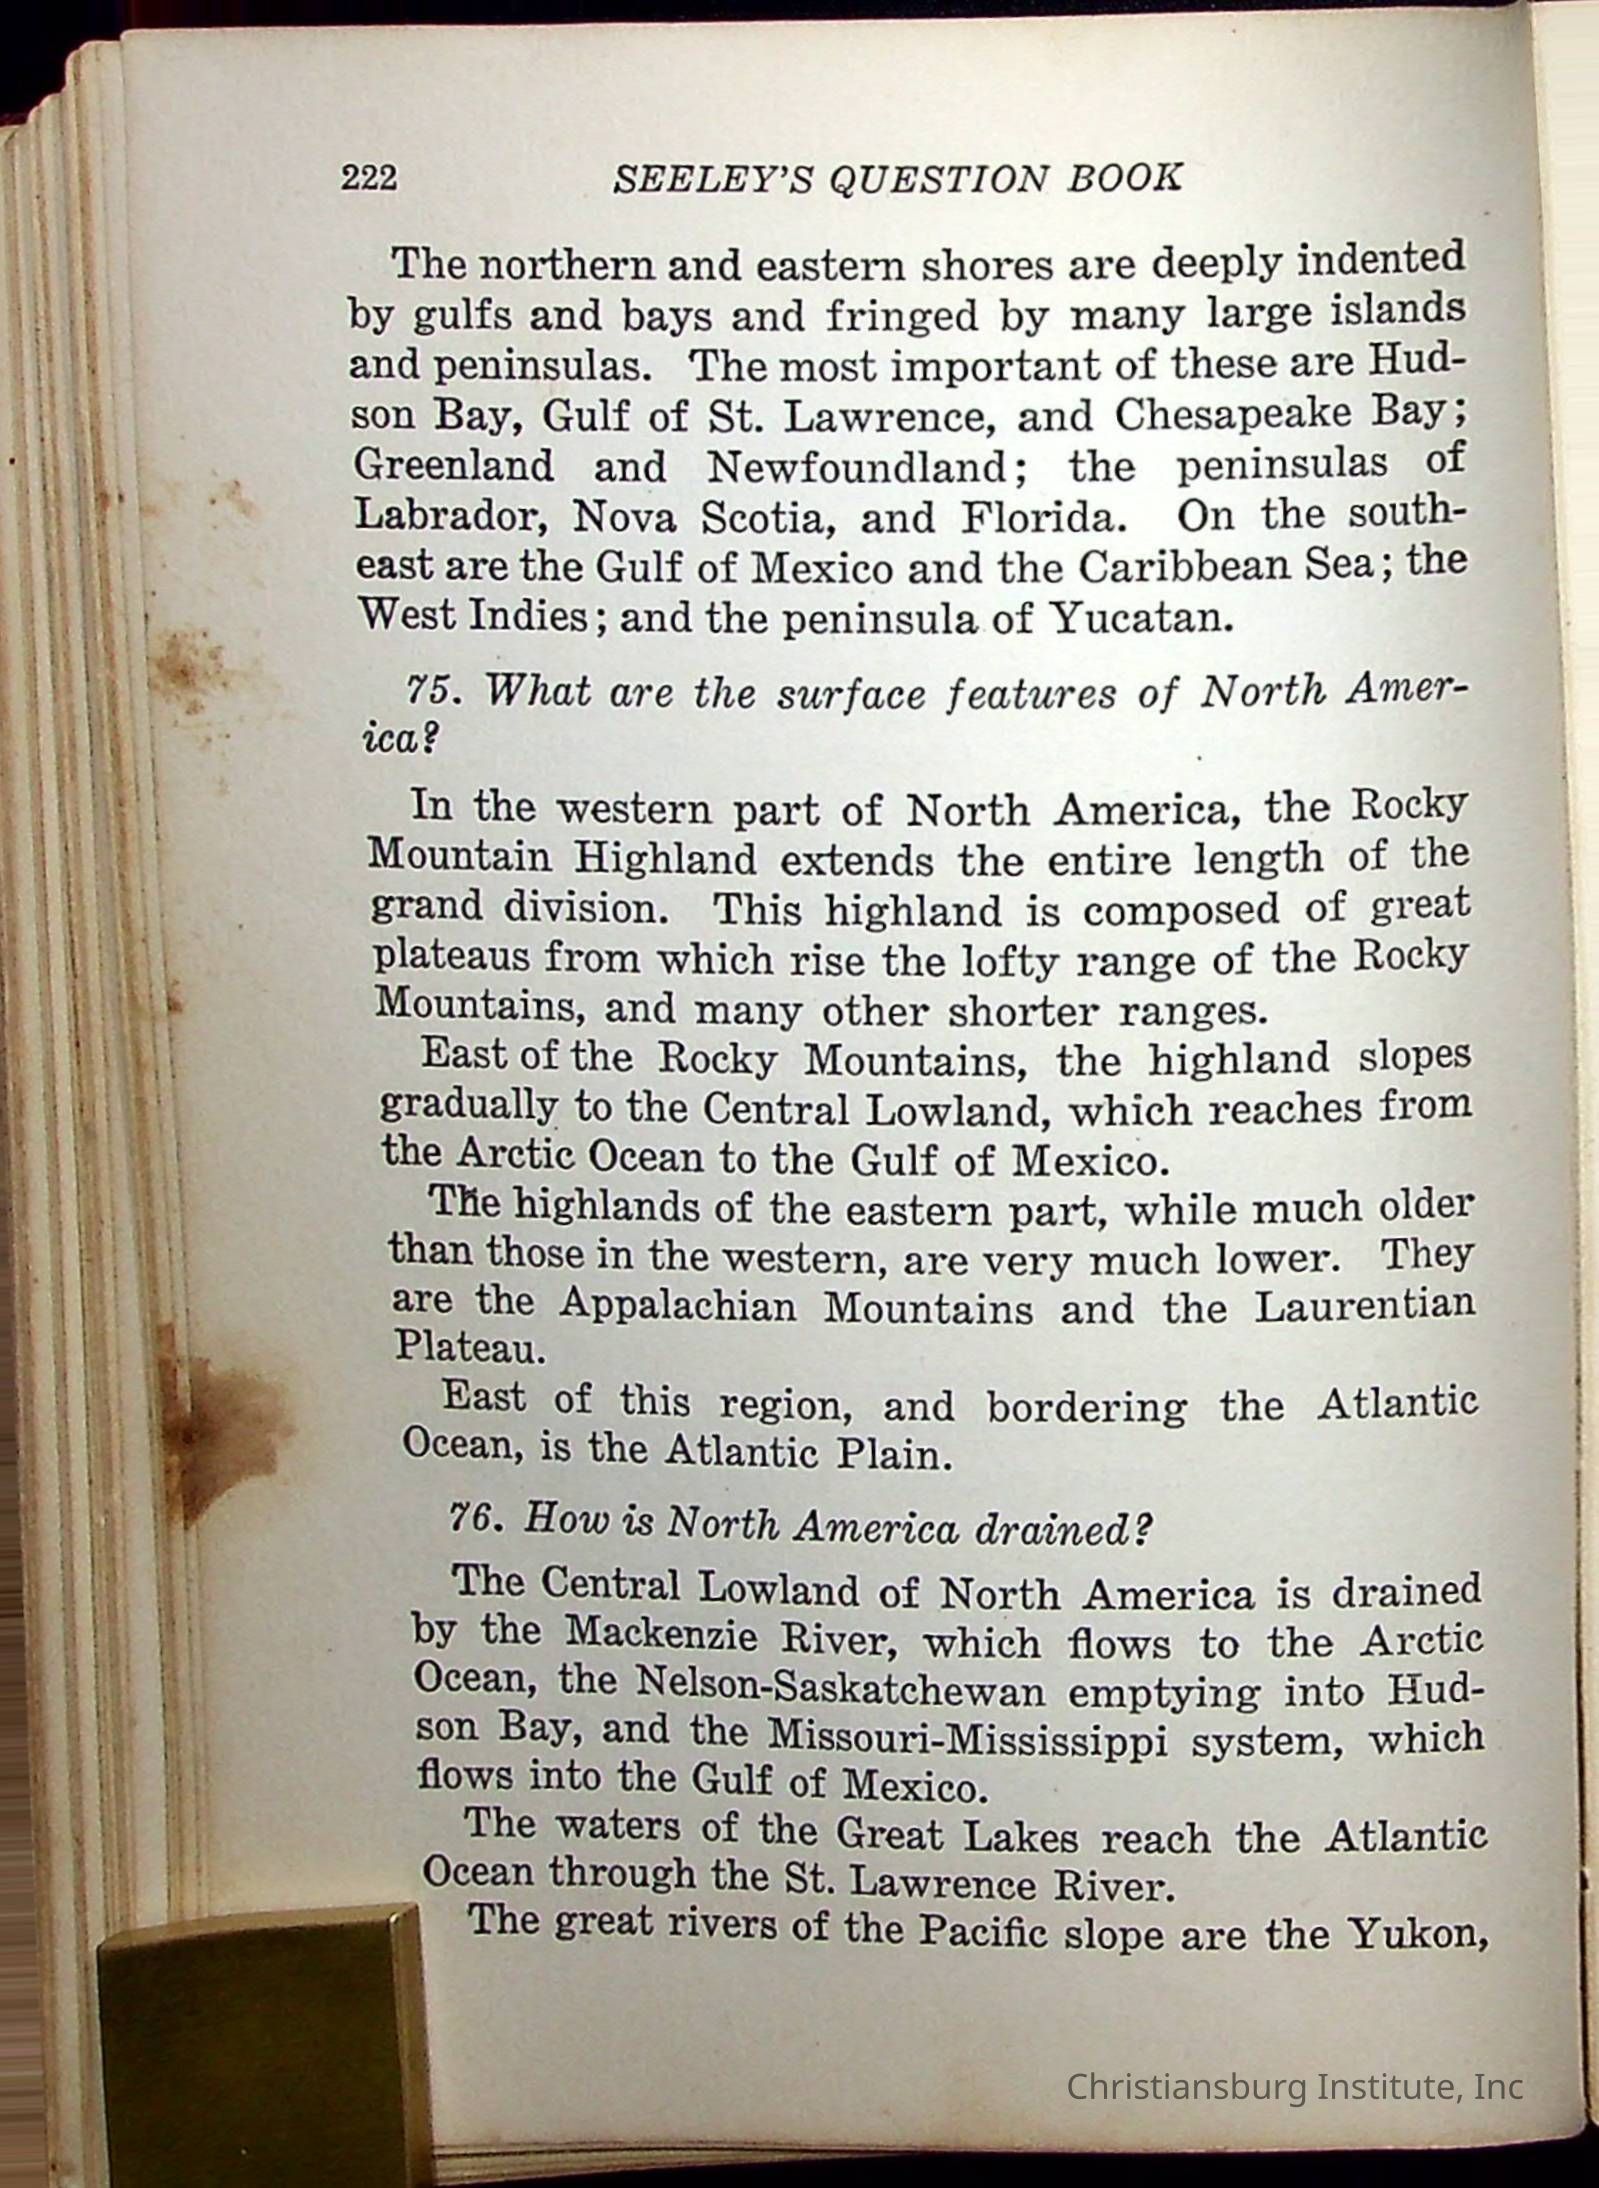 222 SEELEY'S QUESTION BOOK
The northern and eastern shores are deeply indented
by gulfs and bays and fringed by many large islands
and peninsulas. The most important of these are Hud-
son Bay, Gulf of St. Lawrence, and Chesapeake Bay;
Greenland and Newfoundland; the peninsulas of
Labrador, Nova Scotia, and Florida. On the south-
east are the Gulf of Mexico and the Caribbean Sea; the
West Indies; and the peninsula of Yucatan.
75. What are the surface features of North Amer-
ica?
In the western part of North America, the Rocky
Mountain Highland extends the entire length of the
grand division. This highland is composed of great
plateaus from which rise the lofty range of the Rocky
Mountains, and many other shorter ranges.
East of the Rocky Mountains, the highland slopes
gradually to the Central Lowland, which reaches from
the Arctic Ocean to the Gulf of Mexico.
The highlands of the eastern part, while much older
than those in the western, are very much lower. They
are the Appalachian Mountains and the Laurentian
Plateau.
East of this region, and bordering the Atlantic
Ocean, is the Atlantic Plain.
76. How is North America drained?
The Central Lowland of North America is drained
by the Mackenzie River, which flows to the Arctic
Ocean, the Nelson-Saskatchewan emptying into Hud-
son Bay, and the Missouri-Mississippi system, which
flows into the Gulf of Mexico.
The waters of the Great Lakes reach the Atlantic
Ocean through the St. Lawrence River.
The great rivers of the Pacific slope are the Yukon,
Christiansburg Institute, Inc